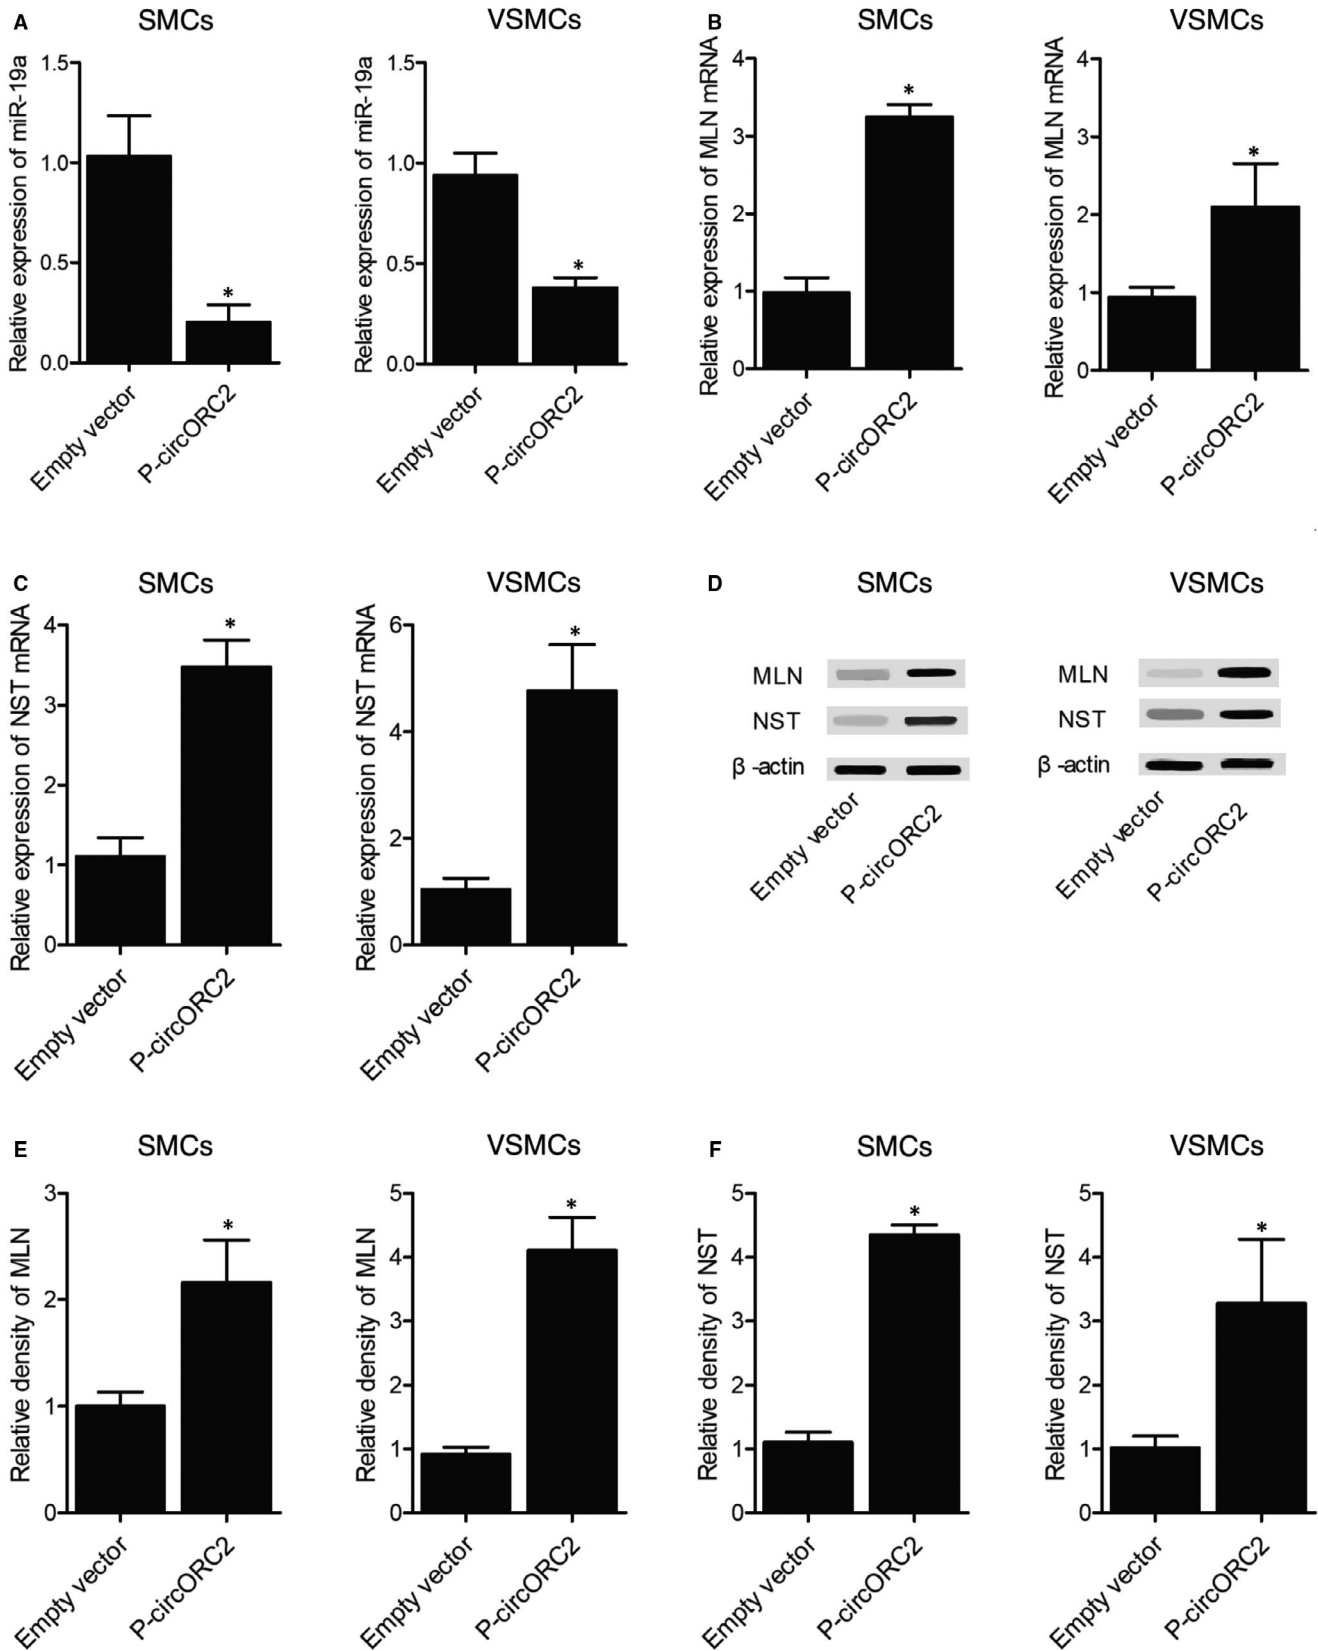 A
SMCs
Relative expression of miR-19a
1.5
1.0
0.5
0.0
*
Empty vector
P-circORC2
VSMCs
Relative expression of miR-19a
1.5
1.0
0.5
0.0
*
Empty vector
P-circORC2
B
SMCs
Relative expression of MLN mRNA
4
3
2
1
0
*
Empty vector
P-circORC2
VSMCs
Relative expression of MLN mRNA
4
3
2
1
0
*
Empty vector
P-circORC2
C
SMCs
Relative expression of NST mRNA
4
3
2
1
0
*
Empty vector
P-circORC2
VSMCs
Relative expression of NST mRNA
6
4
2
0
*
Empty vector
P-circORC2
D
SMCs
MLN
NST
β -actin
Empty vector
P-circORC2
VSMCs
MLN
NST
β -actin
Empty vector
P-circORC2
E
SMCs
Relative density of MLN
3
2
1
0
*
Empty vector
P-circORC2
VSMCs
Relative density of MLN
5
4
3
2
1
0
*
Empty vector
P-circORC2
F
SMCs
Relative density of NST
5
4
3
2
1
0
*
Empty vector
P-circORC2
VSMCs
Relative density of NST
5
4
3
2
1
0
*
Empty vector
P-circORC2